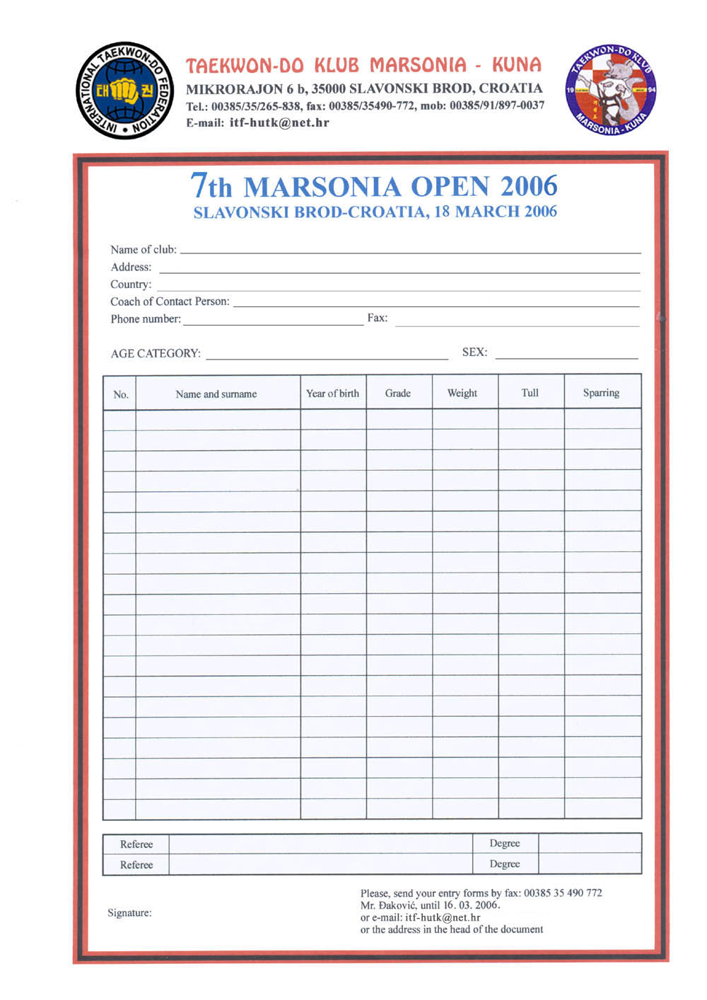 INTERNATIONAL TAEKWON-DO FEDERATION
태 권
TAEKWON-DO KLUB MARSONIA - KUNA
MIKRORAJON 6 b, 35000 SLAVONSKI BROD, CROATIA
Tel.: 00385/35/265-838, fax: 00385/35490-772, mob: 00385/91/897-0037
E-mail: itf-hutk@net.hr
TAEKWON-DO KLUB
19 94
MARSONIA-KUNA
7th MARSONIA OPEN 2006
SLAVONSKI BROD-CROATIA, 18 MARCH 2006
Name of club:
Address:
Country:
Coach of Contact Person:
Phone number: Fax:
AGE CATEGORY: SEX:
No. Name and surname Year of birth Grade Weight Tull Sparring
Referee Degree
Referee Degree
Please, send your entry forms by fax: 00385 35 490 772
Mr. Đaković, until 16. 03. 2006.
Signature:
or e-mail: itf-hutk@net.hr
or the address in the head of the document